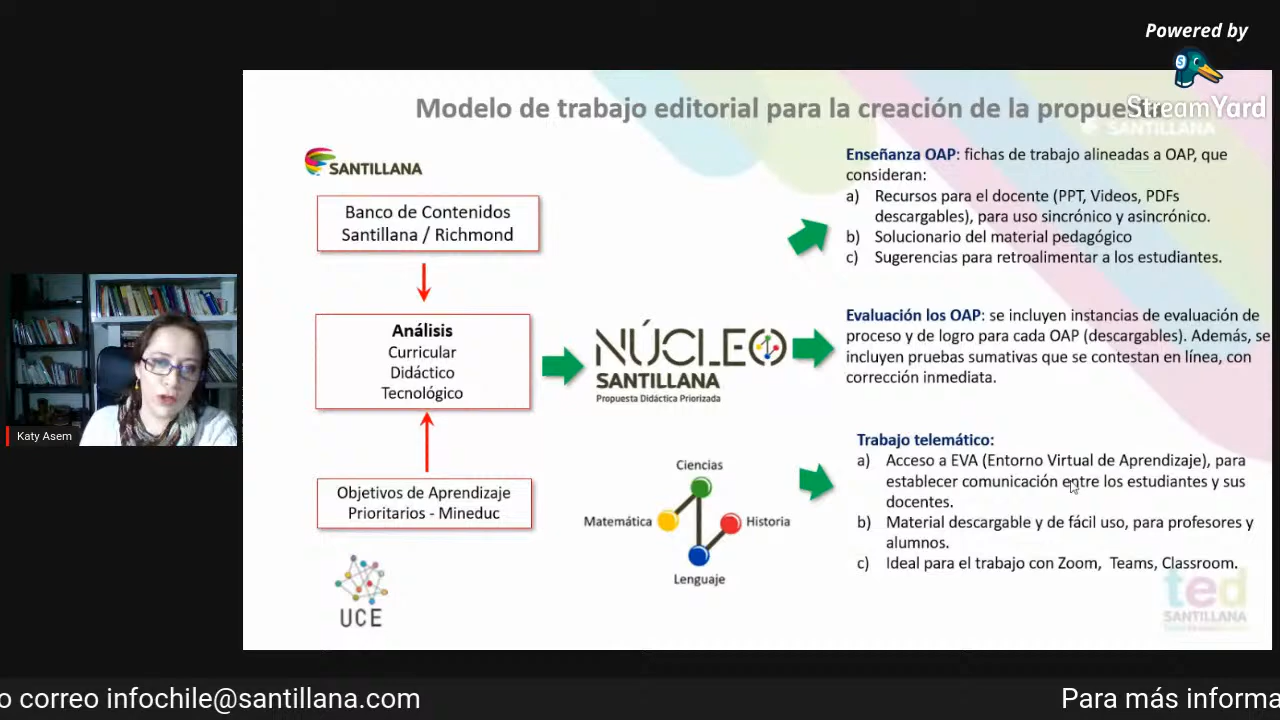 Powered by
StreamYard
Modelo de trabajo editorial para la creación de la propuesta
SANTILLANA
SANTILLANA
Banco de Contenidos
Santillana / Richmond
Análisis
Curricular
Didáctico
Tecnológico
Objetivos de Aprendizaje
Prioritarios - Mineduc
UCE
NÚCLEO
SANTILLANA
Propuesta Didáctica Priorizada
Ciencias
Matemática
Historia
Lenguaje
Enseñanza OAP: fichas de trabajo alineadas a OAP, que
consideran:
a) Recursos para el docente (PPT, Videos, PDFs
descargables), para uso sincrónico y asincrónico.
b) Solucionario del material pedagógico
c) Sugerencias para retroalimentar a los estudiantes.
Evaluación los OAP: se incluyen instancias de evaluación de
proceso y de logro para cada OAP (descargables). Además, se
incluyen pruebas sumativas que se contestan en línea, con
corrección inmediata.
Trabajo telemático:
a) Acceso a EVA (Entorno Virtual de Aprendizaje), para
establecer comunicación entre los estudiantes y sus
docentes.
b) Material descargable y de fácil uso, para profesores y
alumnos.
c) Ideal para el trabajo con Zoom, Teams, Classroom.
ted
SANTILLANA
Katy Asem
o correo infochile@santillana.com
Para más informa